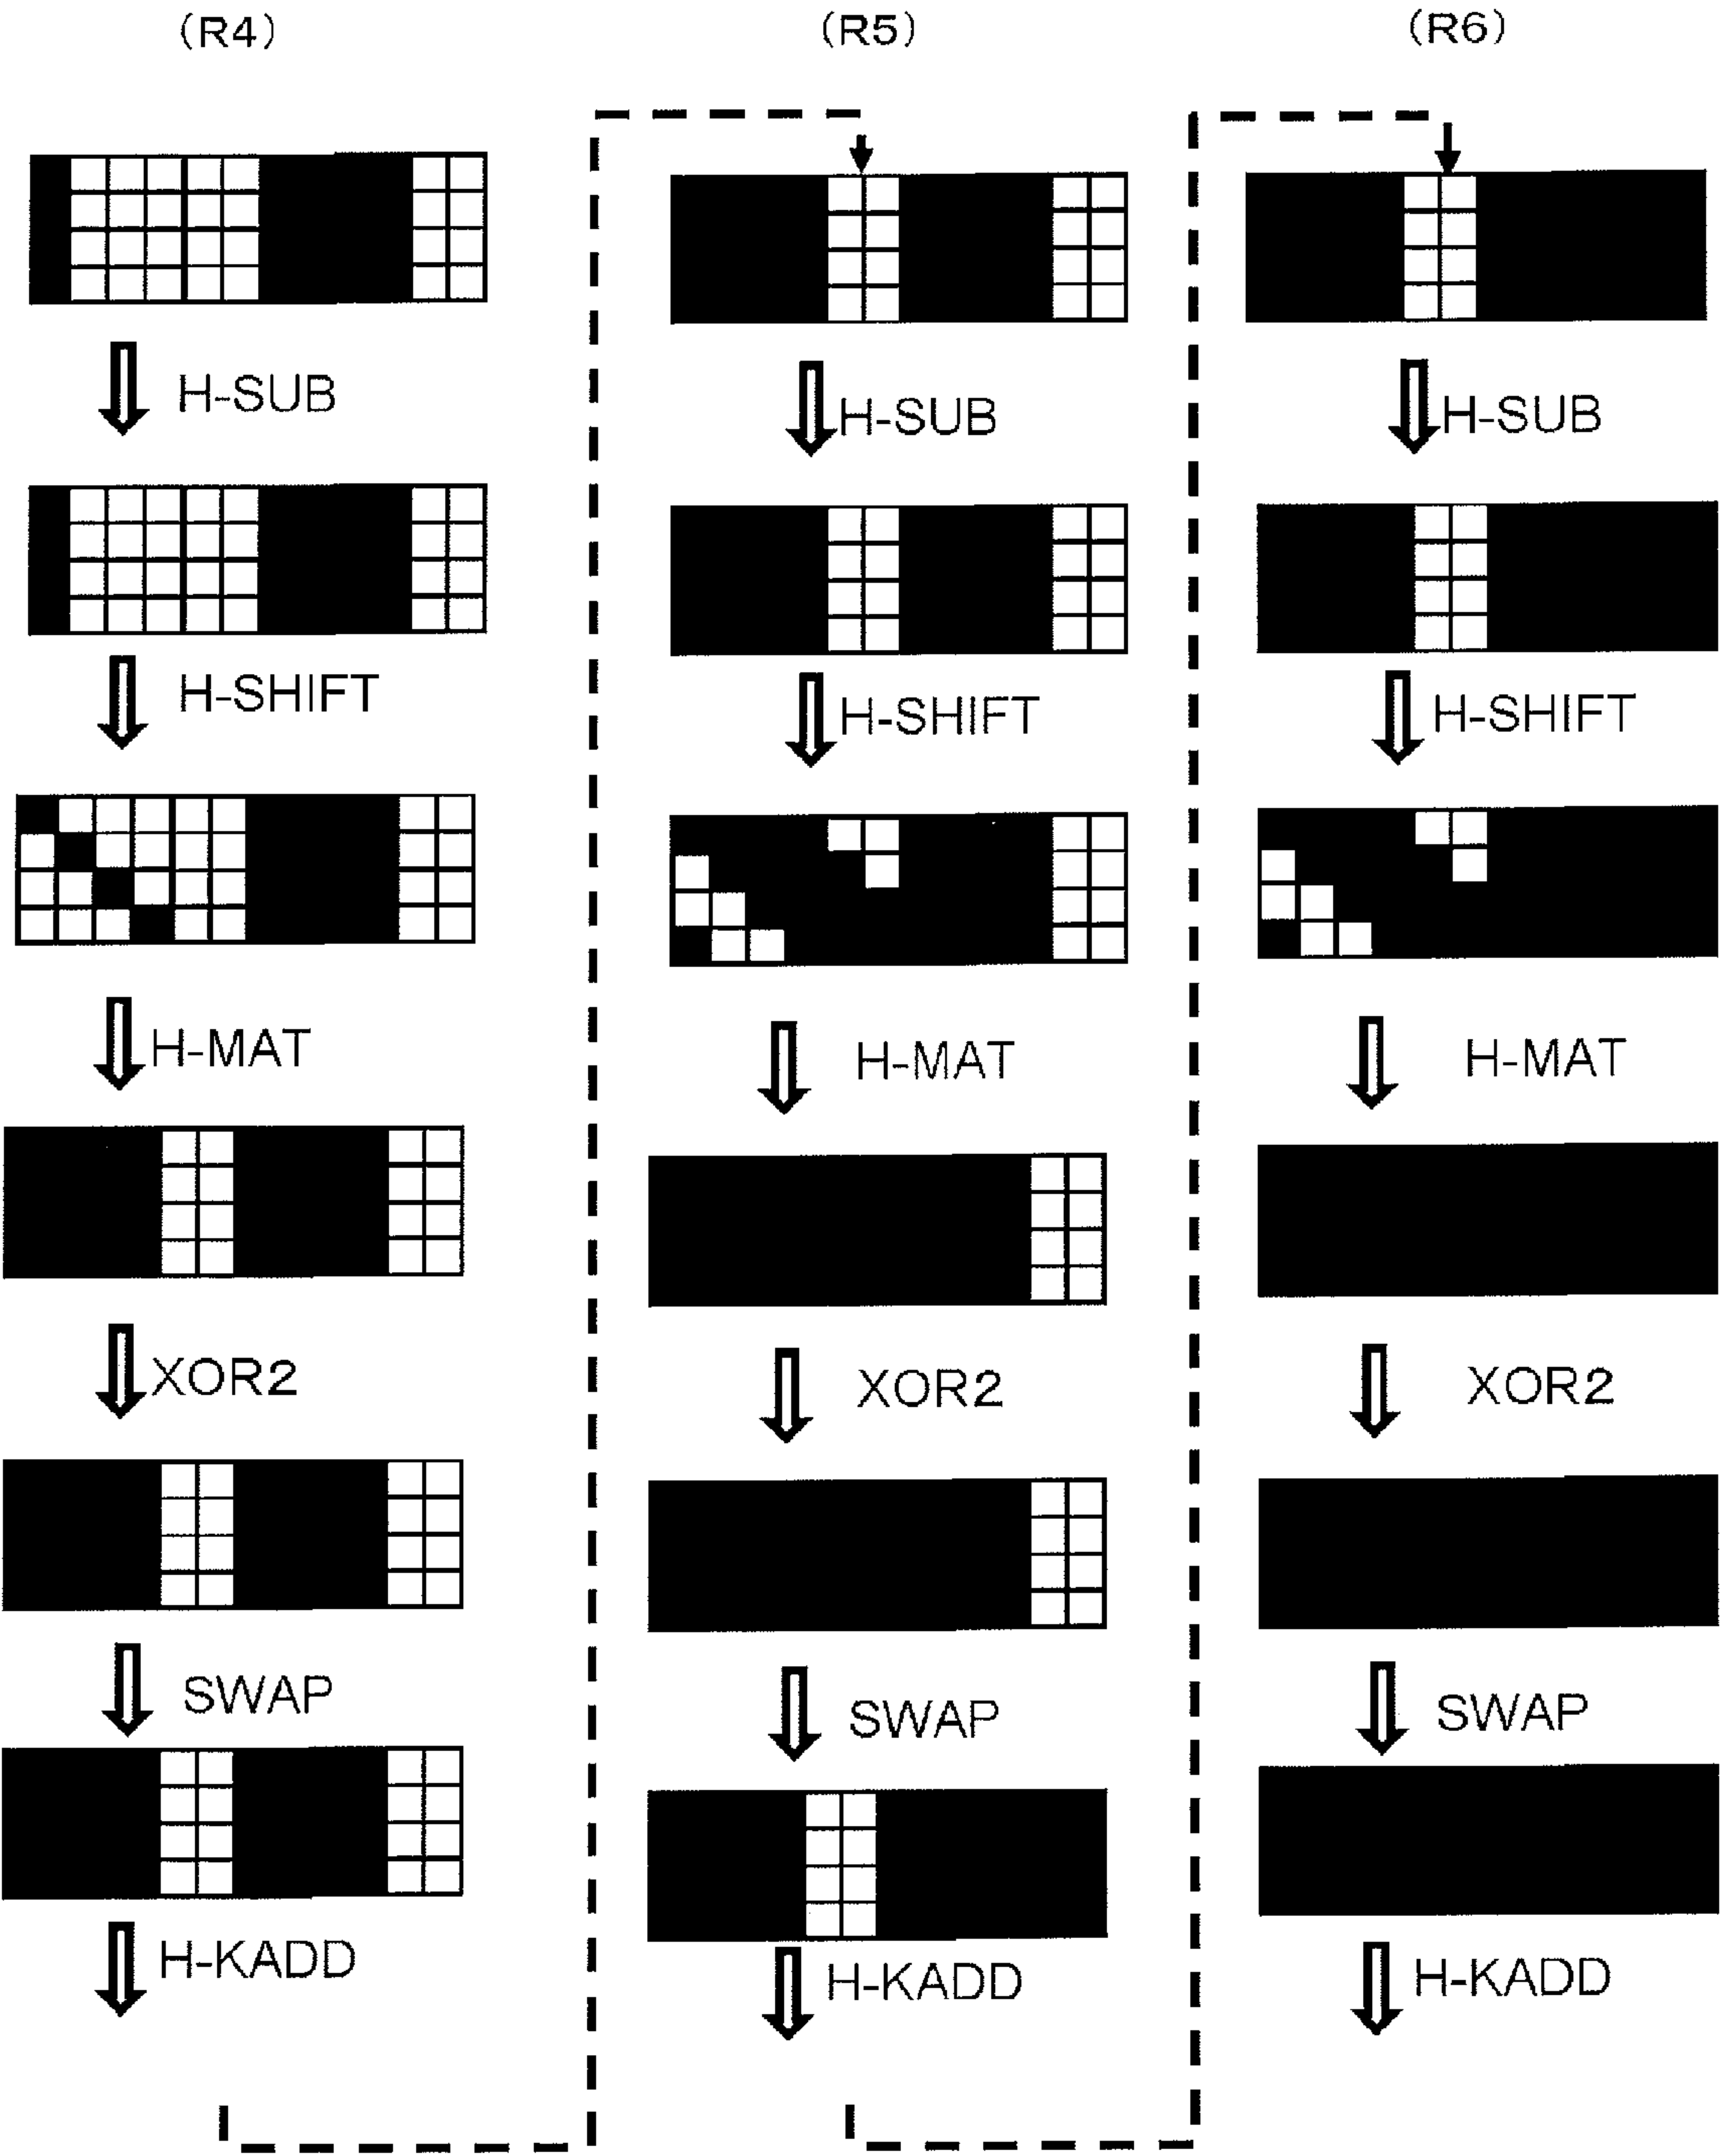 (R4)
(R5)
(R6)
H-SUB
H-SUB
H-SUB
H-SHIFT
H-SHIFT
H-SHIFT
H-MAT
H-MAT
H-MAT
XOR2
XOR2
XOR2
SWAP
SWAP
SWAP
H-KADD
H-KADD
H-KADD